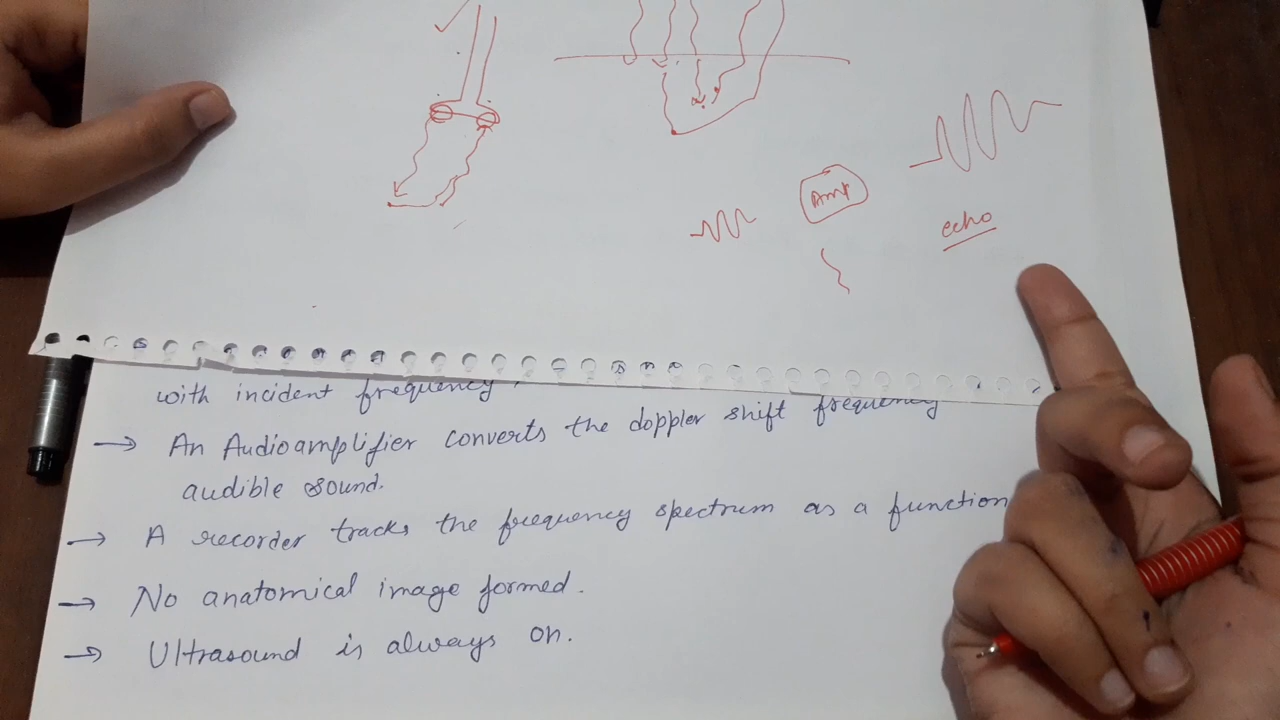 Amp
echo
with incident frequency,
→ An Audioamplifier converts the doppler shift frequency
audible sound.
→ A recorder tracks the frequency spectrum as a function
→ No anatomical image formed.
→ Ultrasound is always on.